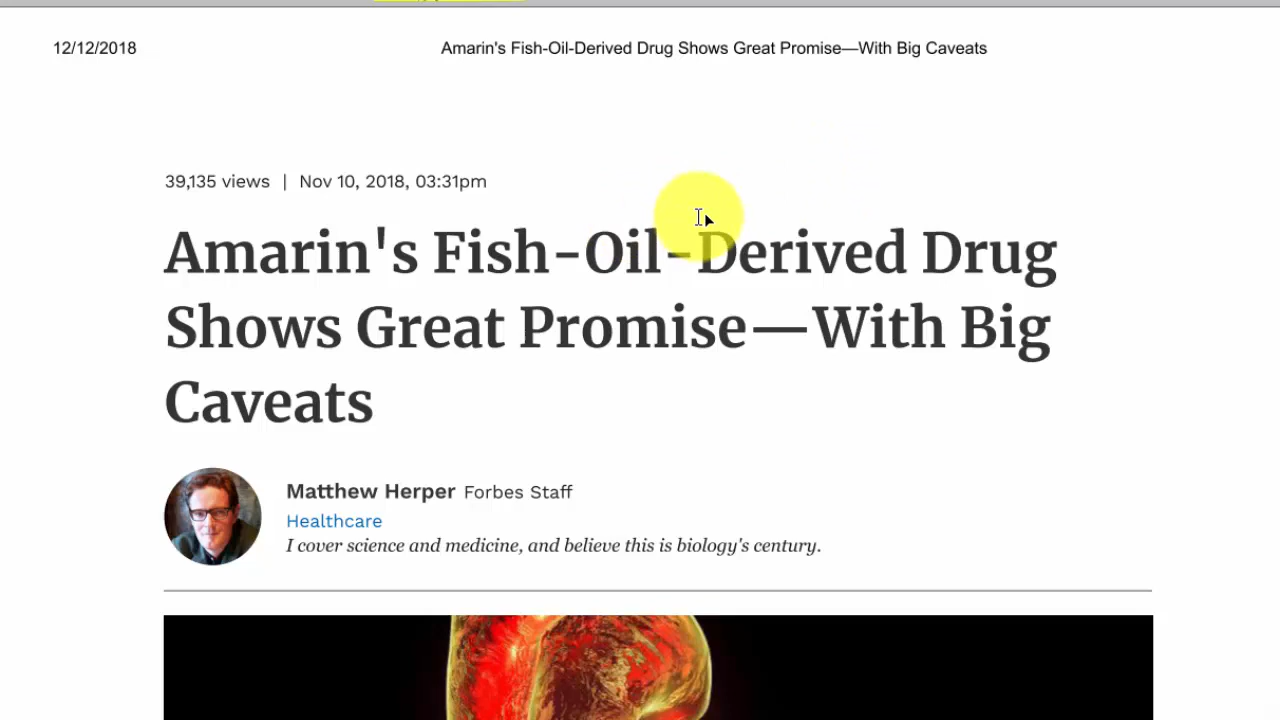 12/12/2018 Amarin's Fish-Oil-Derived Drug Shows Great Promise—With Big Caveats
39,135 views | Nov 10, 2018, 03:31pm
Amarin's Fish-Oil-Derived Drug
Shows Great Promise—With Big
Caveats
Matthew Herper Forbes Staff
Healthcare
I cover science and medicine, and believe this is biology's century.